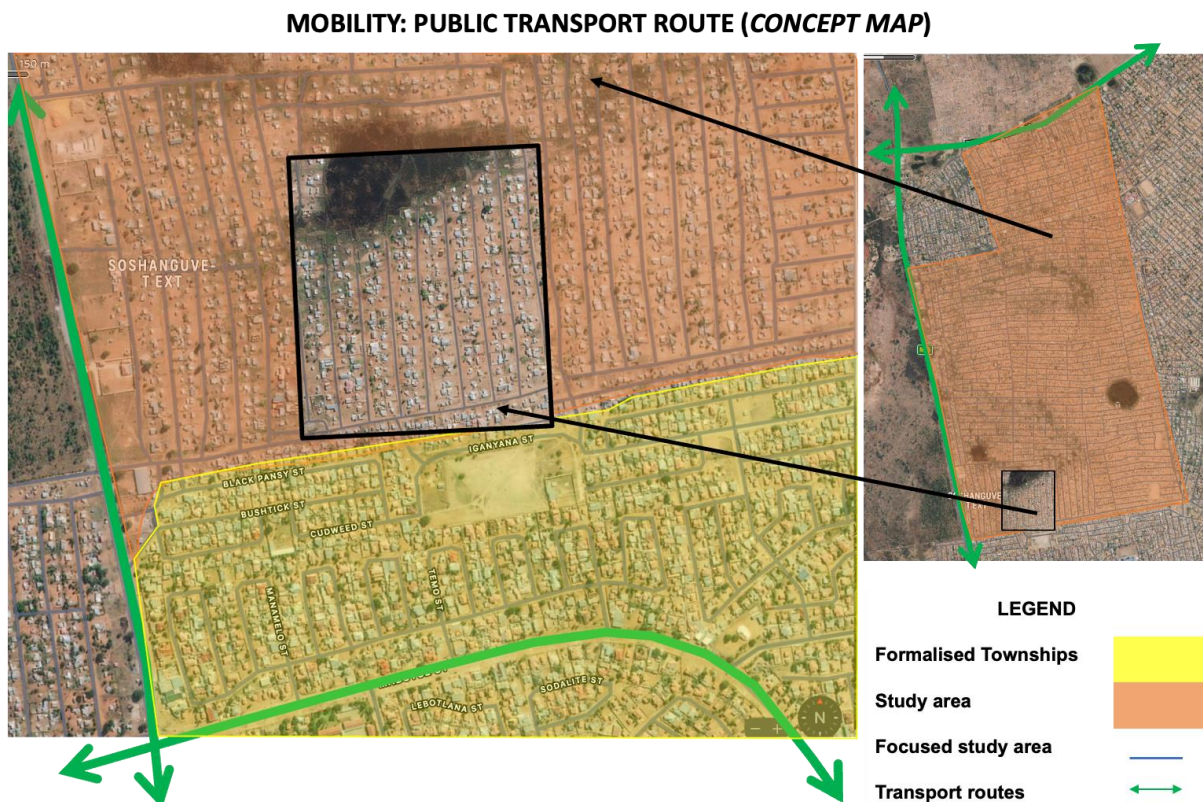 MOBILITY: PUBLIC TRANSPORT ROUTE (CONCEPT MAP)
150 m
SOSHANGUVE-
T EXT
IGANYANA ST
BLACK PANSY ST
BUSHTICK ST
CUDWEED ST
TEMO ST
MANAMELO ST
SODALITE ST
LEBOTLANA ST
N
T EXT
LEGEND
Formalised Townships
Study area
Focused study area
Transport routes